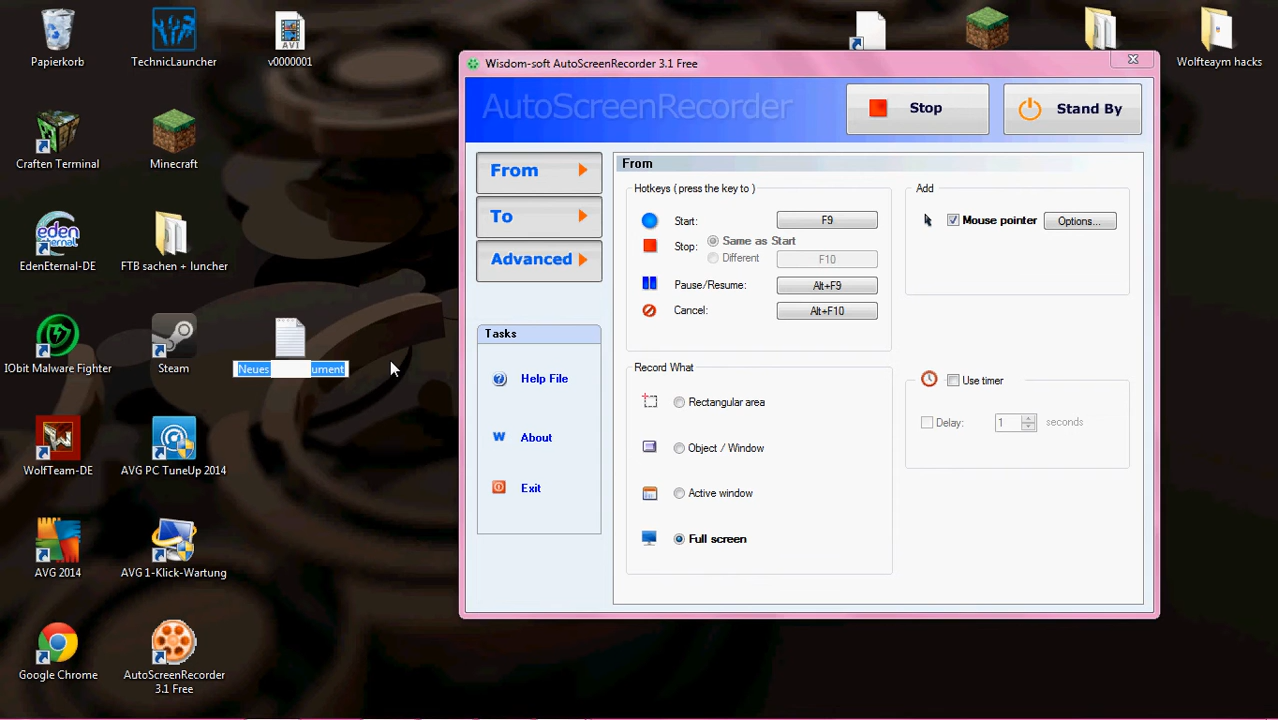 Papierkorb
TechnicLauncher
v0000001
AVI
Wolfteaym hacks
Craften Terminal
Minecraft
eden
eternal
EdenEternal-DE
FTB sachen + luncher
IObit Malware Fighter
Steam
Neues
ument
WolfTeam-DE
AVG PC TuneUp 2014
AVG 2014
AVG 1-Klick-Wartung
Google Chrome
AutoScreenRecorder
3.1 Free
Wisdom-soft AutoScreenRecorder 3.1 Free
AutoScreenRecorder
Stop
Stand By
From
To
Advanced
Tasks
Help File
About
Exit
From
Hotkeys ( press the key to )
Start:
F9
Stop:
Same as Start
Different
F10
Pause/Resume:
Alt+F9
Cancel:
Alt+F10
Add
Mouse pointer
Options...
Record What
Rectangular area
Object / Window
Active window
Full screen
Use timer
Delay:
1
seconds